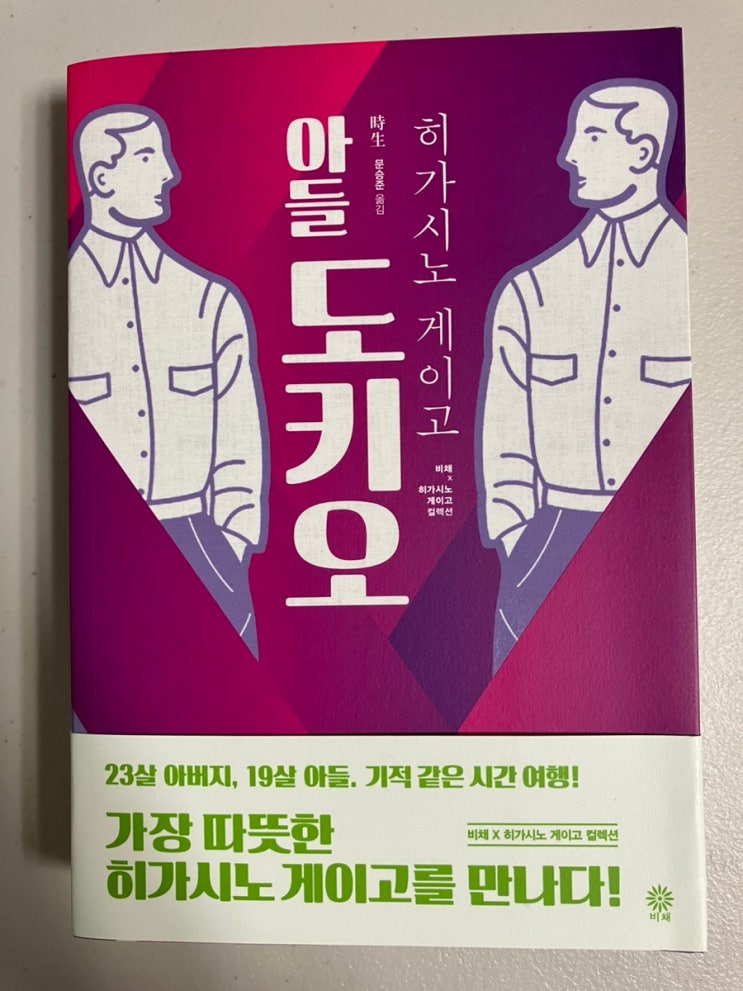 히가시노 게이고
時生
문승준 옮김
아들
도키오
비채
x
히가시노
게이고
컬렉션
23살 아버지, 19살 아들. 기적 같은 시간 여행!
가장 따뜻한
히가시노 게이고를 만나다!
비채 X 히가시노 게이고 컬렉션
비채